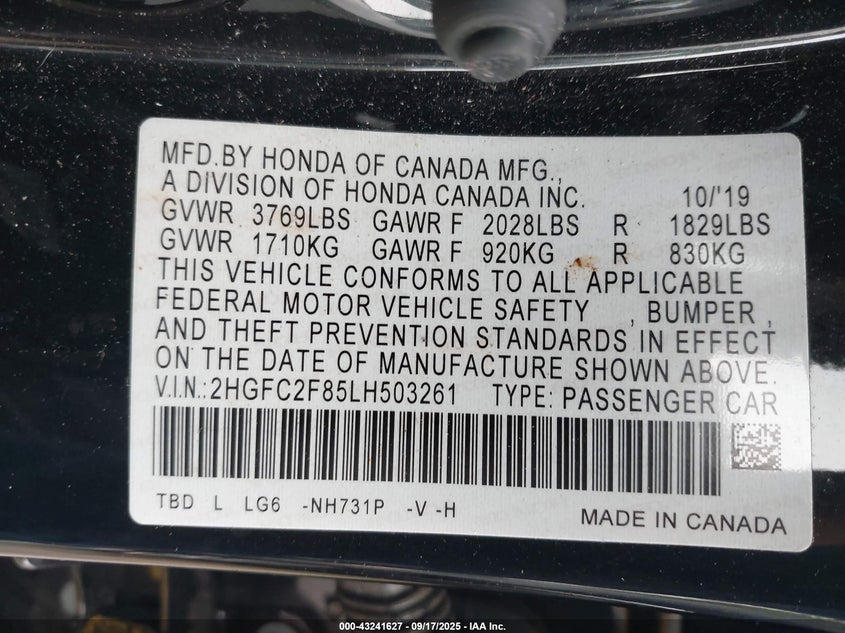 MFD.BY HONDA OF CANADA MFG.,
A DIVISION OF HONDA CANADA INC. 10/'19
GVWR 3769LBS GAWR F 2028LBS R 1829LBS
GVWR 1710KG GAWR F 920KG R 830KG
THIS VEHICLE CONFORMS TO ALL APPLICABLE
FEDERAL MOTOR VEHICLE SAFETY , BUMPER ,
AND THEFT PREVENTION STANDARDS IN EFFECT
ON THE DATE OF MANUFACTURE SHOWN ABOVE.
V.I.N.: 2HGFC2F85LH503261 TYPE: PASSENGER CAR
TBD L LG6 -NH731P -V -H
MADE IN CANADA
000-43241627 - 09/17/2025 - IAA Inc.